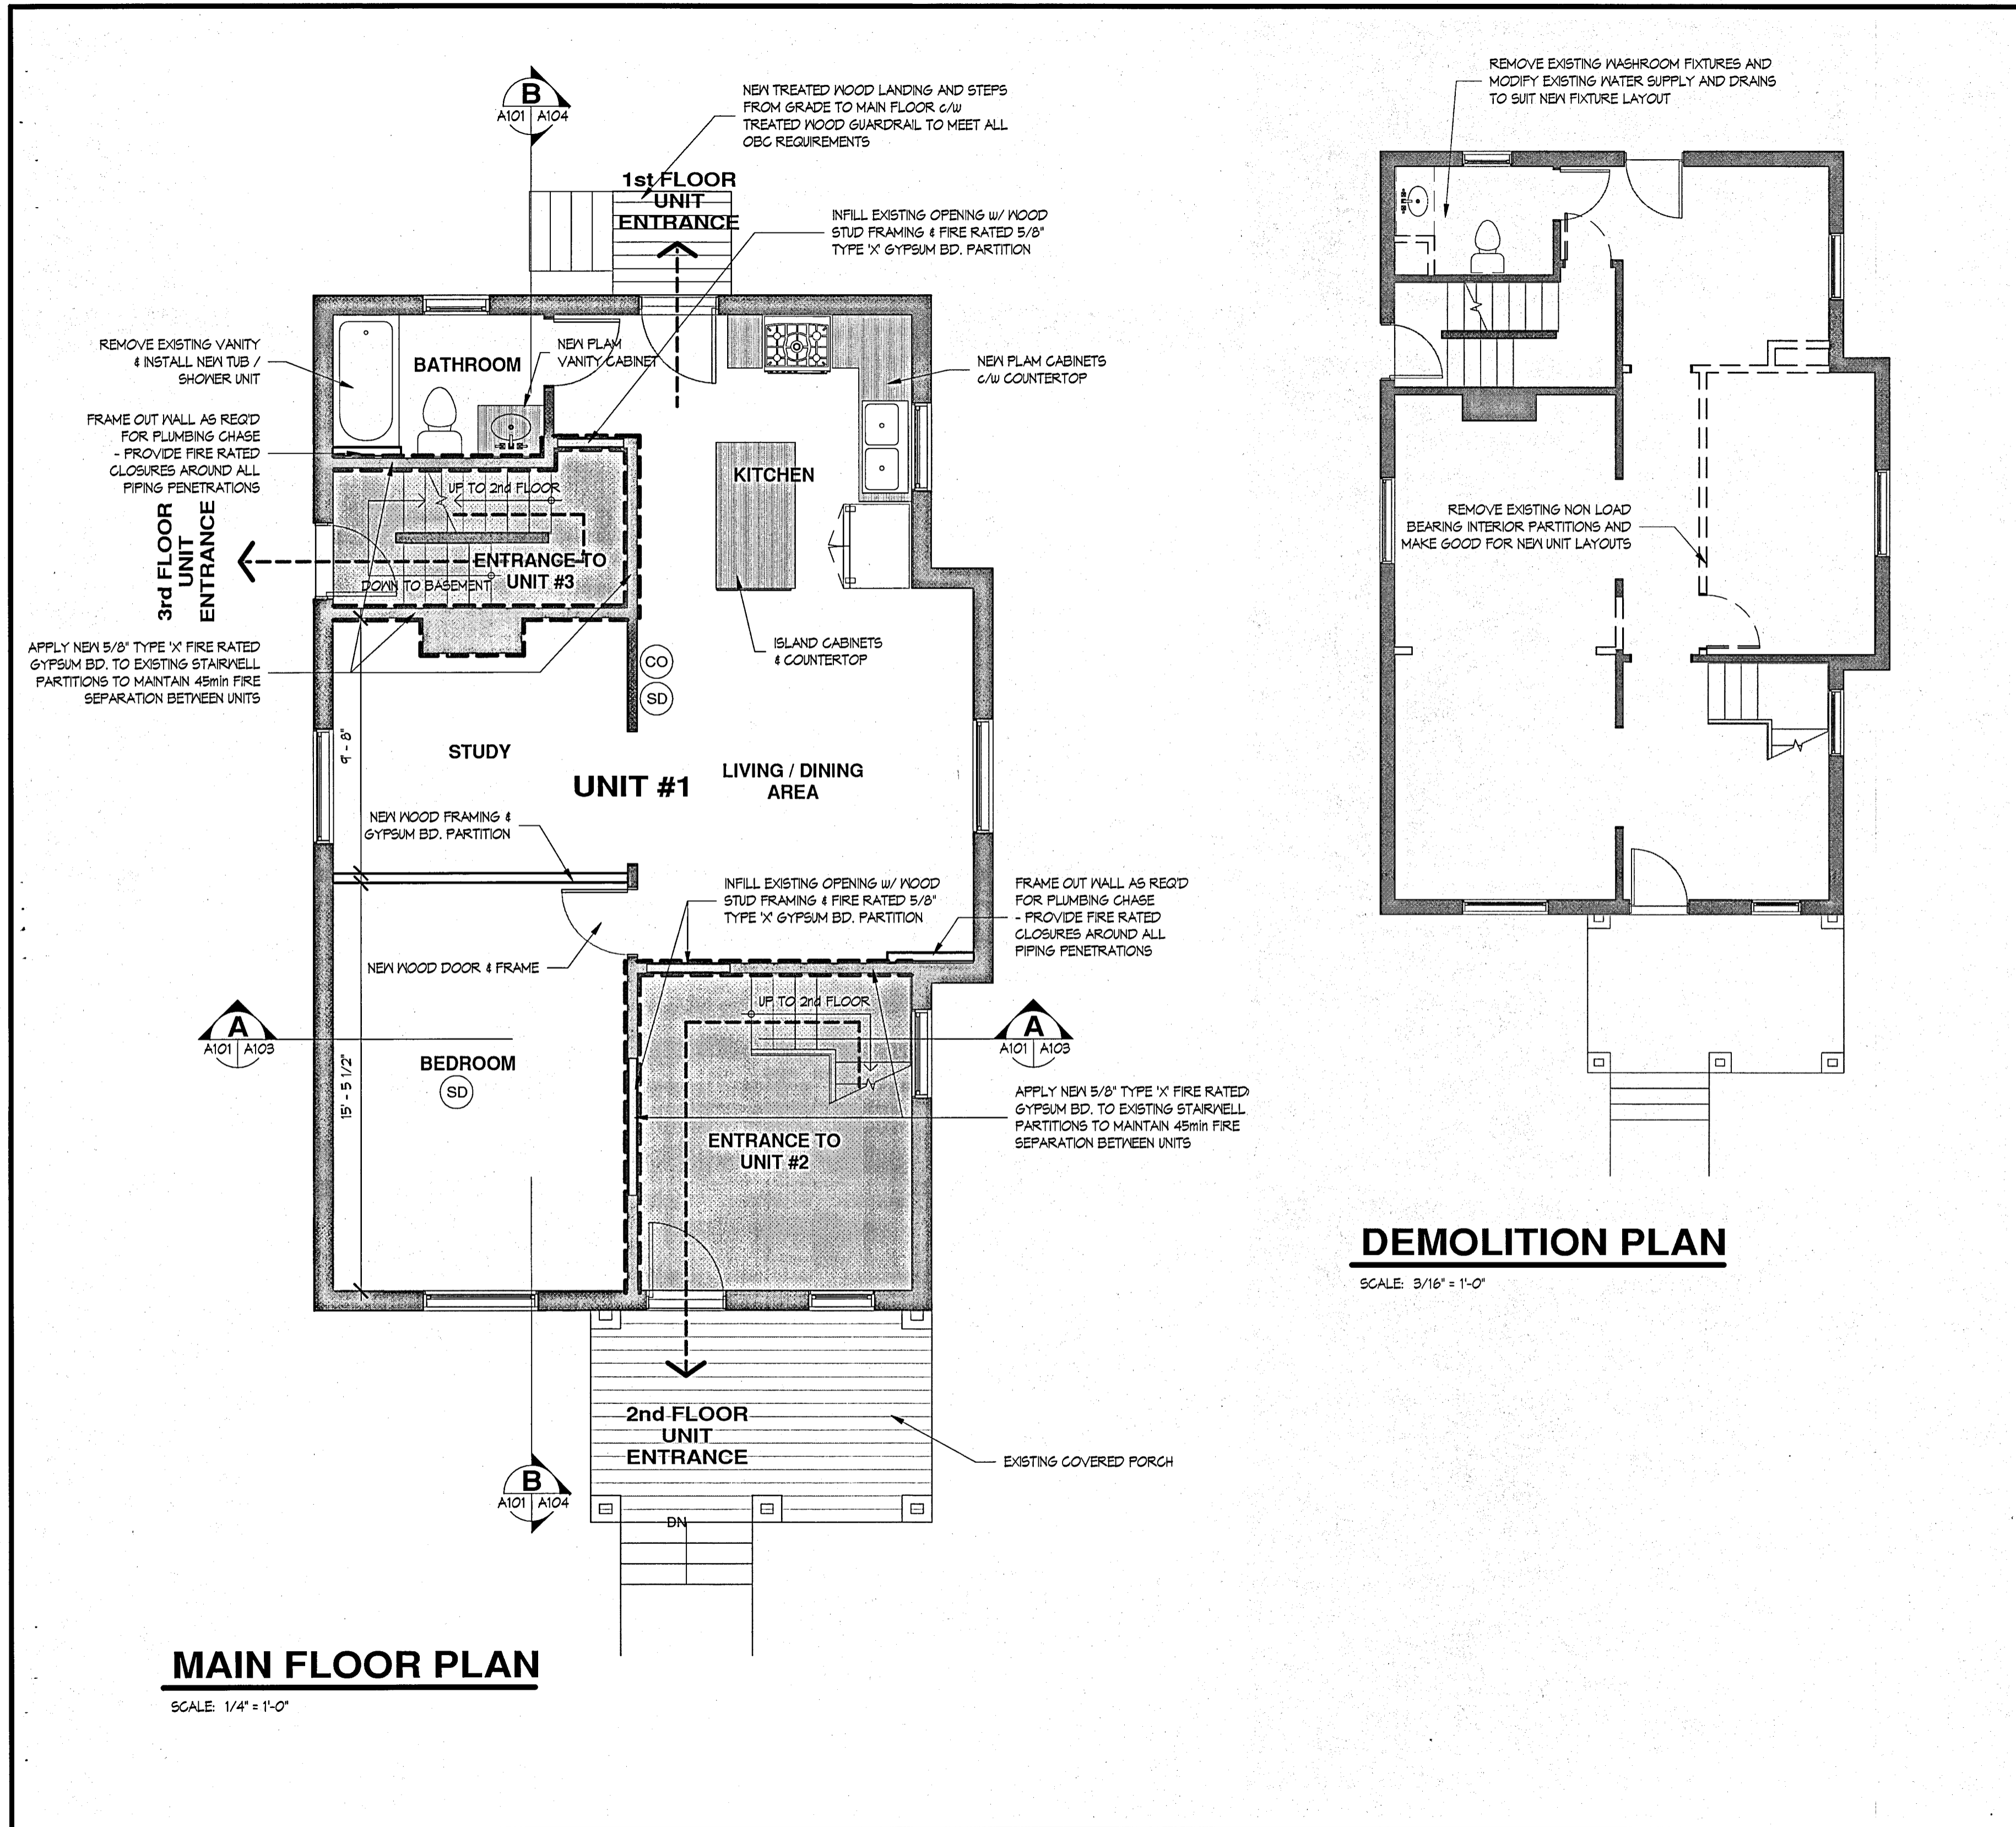 B
A101 A104
NEW TREATED WOOD LANDING AND STEPS
FROM GRADE TO MAIN FLOOR c/w
TREATED WOOD GUARDRAIL TO MEET ALL
OBC REQUIREMENTS
1st FLOOR
UNIT
ENTRANCE
INFILL EXISTING OPENING w/ WOOD
STUD FRAMING & FIRE RATED 5/8"
TYPE 'X' GYPSUM BD. PARTITION
REMOVE EXISTING VANITY
& INSTALL NEW TUB /
SHOWER UNIT
BATHROOM
NEW PLAM
VANITY CABINET
NEW PLAM CABINETS
c/w COUNTERTOP
FRAME OUT WALL AS REQ'D
FOR PLUMBING CHASE
- PROVIDE FIRE RATED
CLOSURES AROUND ALL
PIPING PENETRATIONS
KITCHEN
UP TO 2nd FLOOR
3rd FLOOR
UNIT
ENTRANCE
ENTRANCE TO
UNIT #3
DOWN TO BASEMENT
ISLAND CABINETS
& COUNTERTOP
APPLY NEW 5/8" TYPE 'X' FIRE RATED
GYPSUM BD. TO EXISTING STAIRWELL
PARTITIONS TO MAINTAIN 45min FIRE
SEPARATION BETWEEN UNITS
CO
SD
9' - 8"
STUDY
UNIT #1
LIVING / DINING
AREA
NEW WOOD FRAMING &
GYPSUM BD. PARTITION
INFILL EXISTING OPENING w/ WOOD
STUD FRAMING & FIRE RATED 5/8"
TYPE 'X' GYPSUM BD. PARTITION
FRAME OUT WALL AS REQ'D
FOR PLUMBING CHASE
- PROVIDE FIRE RATED
CLOSURES AROUND ALL
PIPING PENETRATIONS
NEW WOOD DOOR & FRAME
UP TO 2nd FLOOR
A
A101 A103
A
A101 A103
15' - 5 1/2"
BEDROOM
SD
APPLY NEW 5/8" TYPE 'X' FIRE RATED
GYPSUM BD. TO EXISTING STAIRWELL
PARTITIONS TO MAINTAIN 45min FIRE
SEPARATION BETWEEN UNITS
ENTRANCE TO
UNIT #2
2nd FLOOR
UNIT
ENTRANCE
EXISTING COVERED PORCH
B
A101 A104
DN
MAIN FLOOR PLAN
SCALE: 1/4" = 1'-0"
REMOVE EXISTING WASHROOM FIXTURES AND
MODIFY EXISTING WATER SUPPLY AND DRAINS
TO SUIT NEW FIXTURE LAYOUT
REMOVE EXISTING NON LOAD
BEARING INTERIOR PARTITIONS AND
MAKE GOOD FOR NEW UNIT LAYOUTS
DEMOLITION PLAN
SCALE: 3/16" = 1'-0"